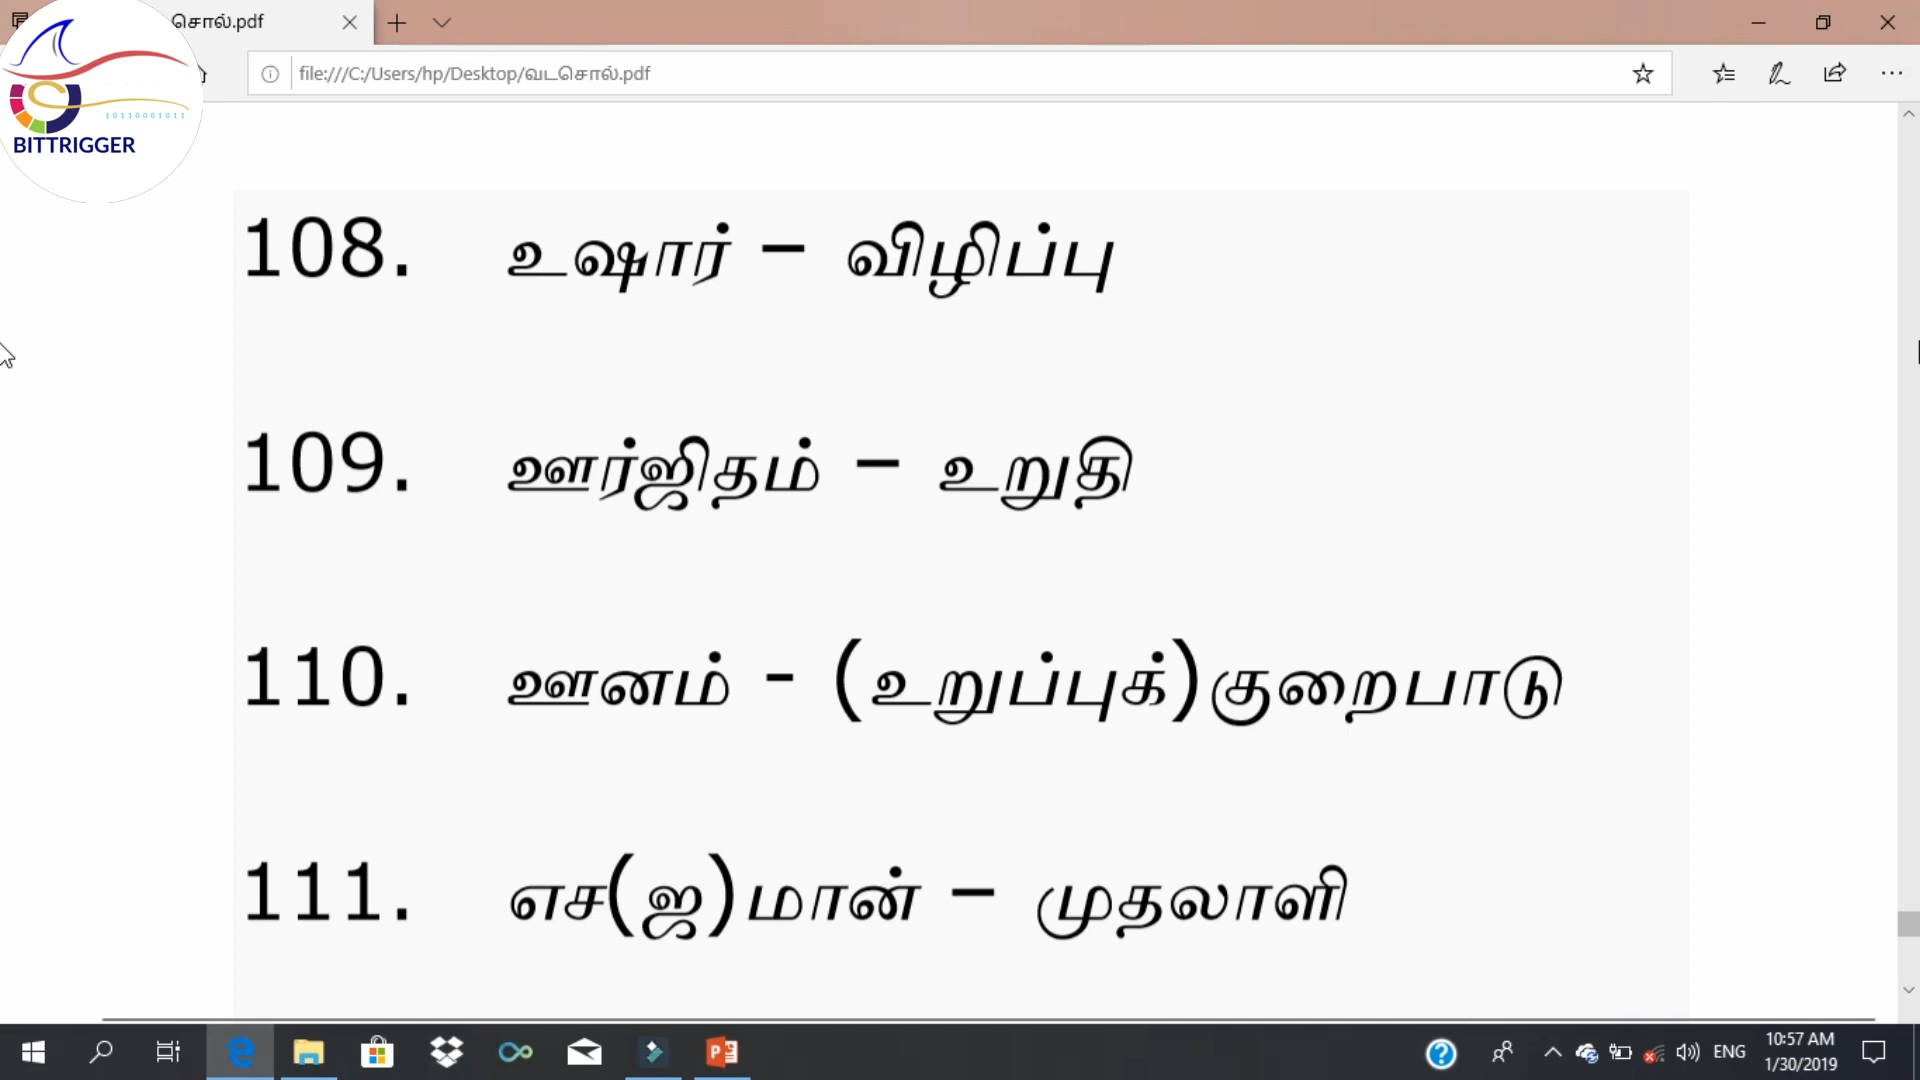 சொல்.pdf
file:///C:/Users/hp/Desktop/வடசொல்.pdf
10110001011
BITTRIGGER
108. உஷார் – விழிப்பு
109. ஊர்ஜிதம் – உறுதி
110. ஊனம் - (உறுப்புக்)குறைபாடு
111. எச(ஜ)மான் – முதலாளி
ENG
10:57 AM
1/30/2019